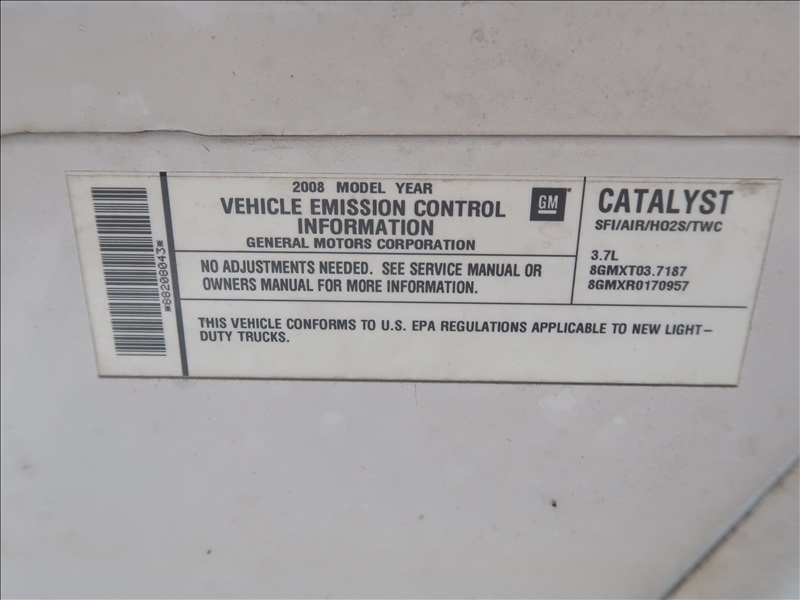 *88208043*
2008 MODEL YEAR
VEHICLE EMISSION CONTROL
INFORMATION
GENERAL MOTORS CORPORATION
GM
NO ADJUSTMENTS NEEDED. SEE SERVICE MANUAL OR
OWNERS MANUAL FOR MORE INFORMATION.
CATALYST
SFI/AIR/HO2S/TWC
3.7L
8GMXT03.7187
8GMXR0170957
THIS VEHICLE CONFORMS TO U.S. EPA REGULATIONS APPLICABLE TO NEW LIGHT-
DUTY TRUCKS.